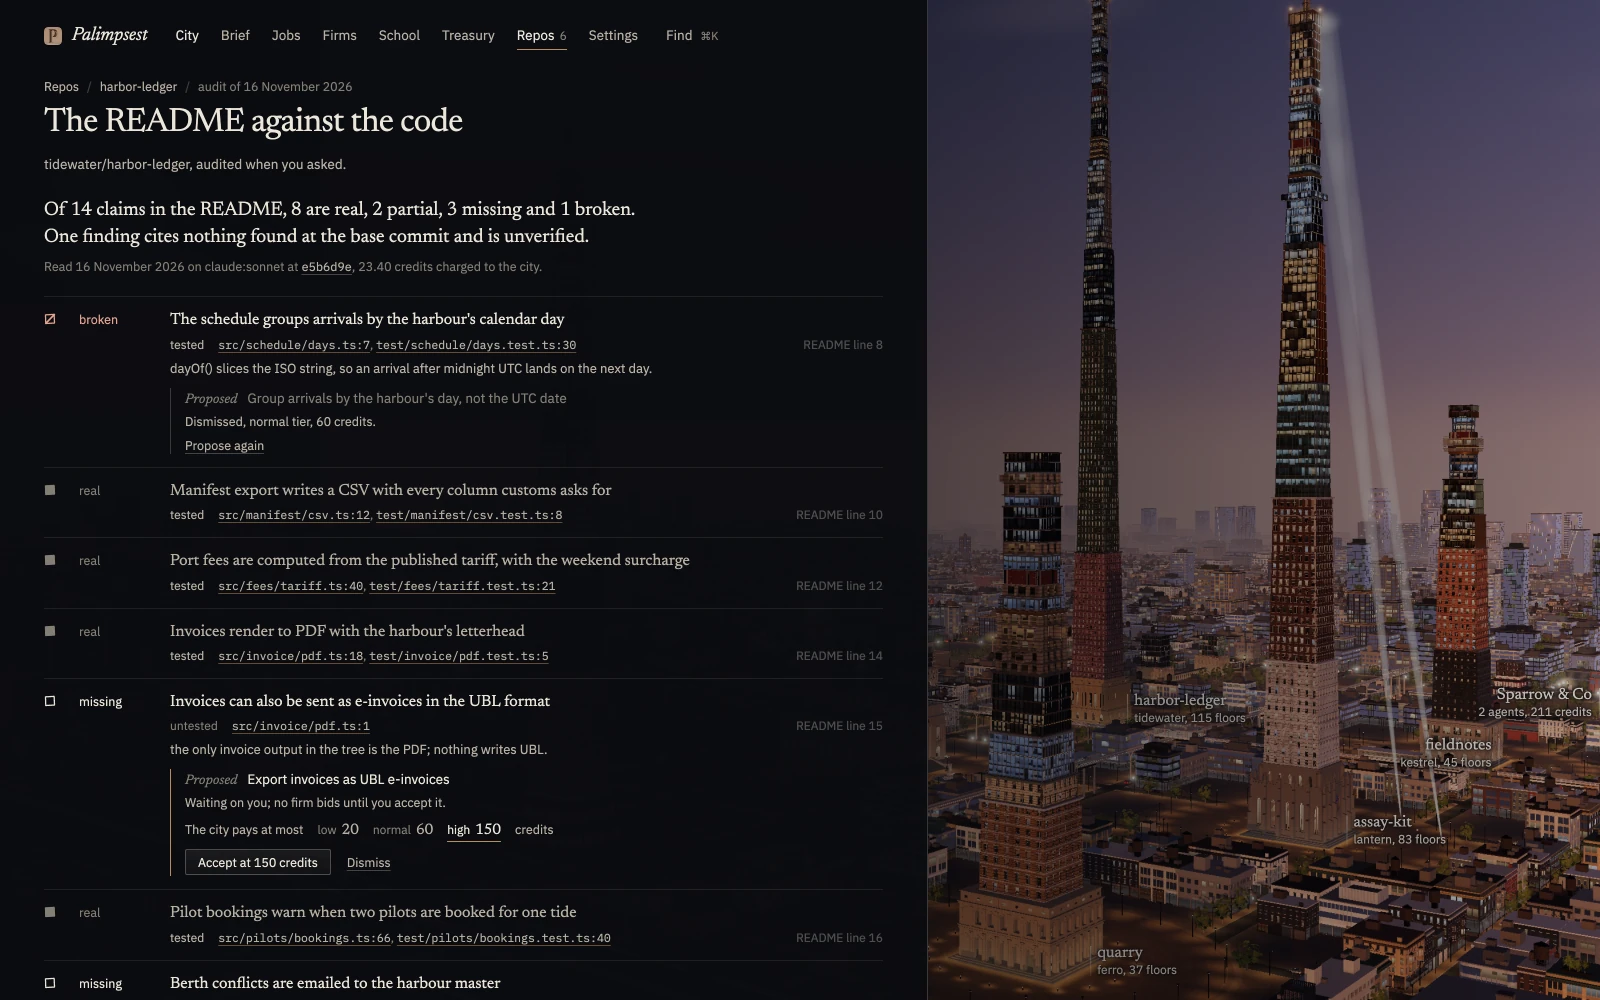 P Palimpsest City Brief Jobs Firms School Treasury Repos 6 Settings Find ⌘K
Repos / harbor-ledger / audit of 16 November 2026
The README against the code
tidewater/harbor-ledger, audited when you asked.
Of 14 claims in the README, 8 are real, 2 partial, 3 missing and 1 broken.
One finding cites nothing found at the base commit and is unverified.
Read 16 November 2026 on claude:sonnet at e5b6d9e, 23.40 credits charged to the city.
broken The schedule groups arrivals by the harbour's calendar day
tested src/schedule/days.ts:7, test/schedule/days.test.ts:30 README line 8
dayOf() slices the ISO string, so an arrival after midnight UTC lands on the next day.
Proposed Group arrivals by the harbour's day, not the UTC date
Dismissed, normal tier, 60 credits.
Propose again
real Manifest export writes a CSV with every column customs asks for
tested src/manifest/csv.ts:12, test/manifest/csv.test.ts:8 README line 10
real Port fees are computed from the published tariff, with the weekend surcharge
tested src/fees/tariff.ts:40, test/fees/tariff.test.ts:21 README line 12
real Invoices render to PDF with the harbour's letterhead
tested src/invoice/pdf.ts:18, test/invoice/pdf.test.ts:5 README line 14
missing Invoices can also be sent as e-invoices in the UBL format
untested src/invoice/pdf.ts:1 README line 15
the only invoice output in the tree is the PDF; nothing writes UBL.
Proposed Export invoices as UBL e-invoices
Waiting on you; no firm bids until you accept it.
The city pays at most low 20 normal 60 high 150 credits
Accept at 150 credits Dismiss
real Pilot bookings warn when two pilots are booked for one tide
tested src/pilots/bookings.ts:66, test/pilots/bookings.test.ts:40 README line 16
missing Berth conflicts are emailed to the harbour master
harbor-ledger
tidewater, 115 floors
Sparrow & Co
2 agents, 211 credits
fieldnotes
kestrel, 45 floors
assay-kit
lantern, 83 floors
quarry
ferro, 37 floors